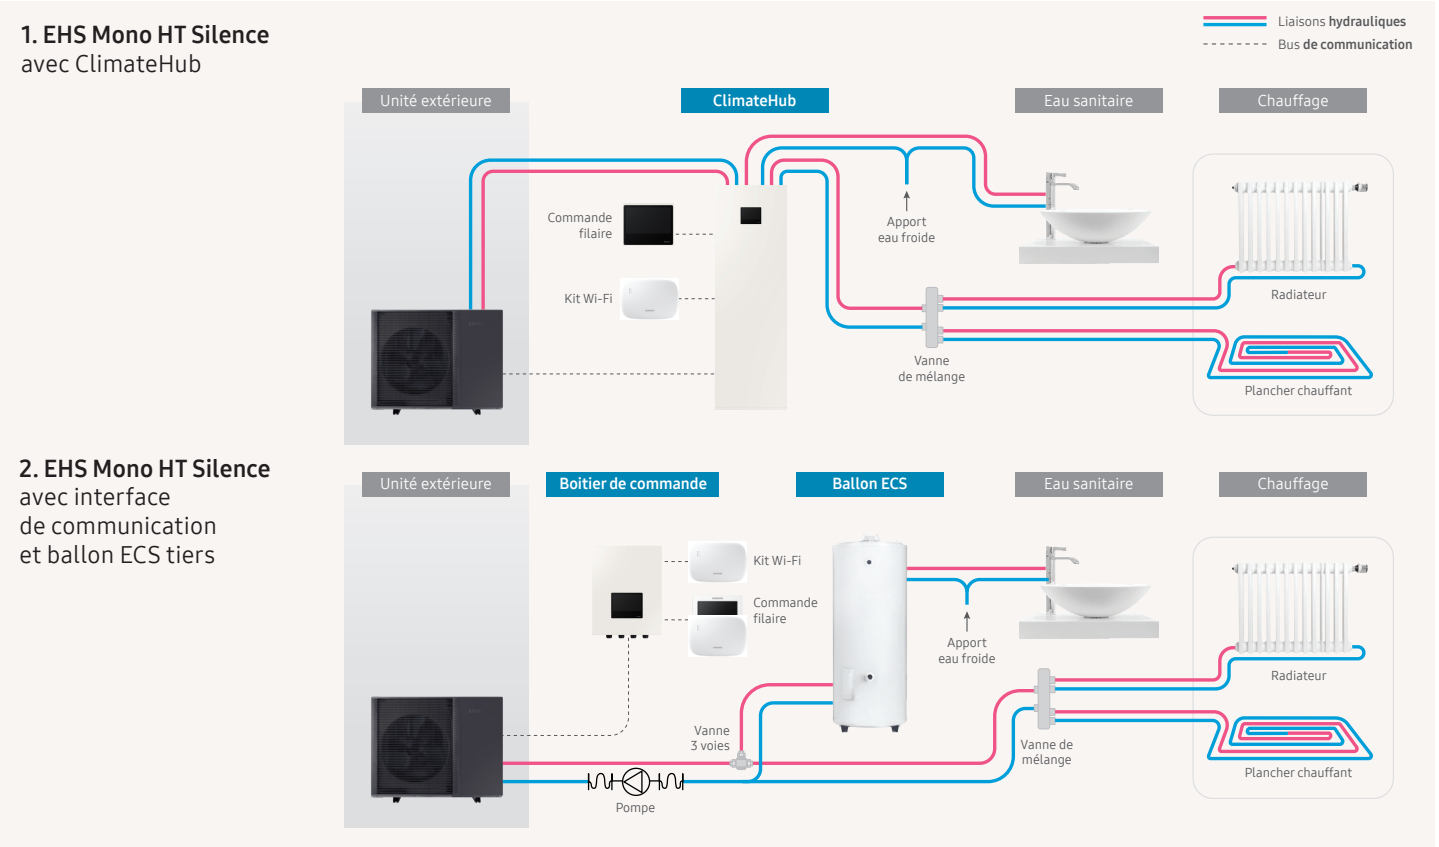 1. EHS Mono HT Silence
avec ClimateHub
Liaisons hydrauliques
Bus de communication
Unité extérieure
ClimateHub
Eau sanitaire
Chauffage
Commande
filaire
Kit Wi-Fi
Apport
eau froide
Vanne
de mélange
Radiateur
Plancher chauffant
2. EHS Mono HT Silence
avec interface
de communication
et ballon ECS tiers
Unité extérieure
Boitier de commande
Ballon ECS
Eau sanitaire
Chauffage
Kit Wi-Fi
Commande
filaire
Apport
eau froide
Vanne
3 voies
Pompe
Vanne de
mélange
Radiateur
Plancher chauffant